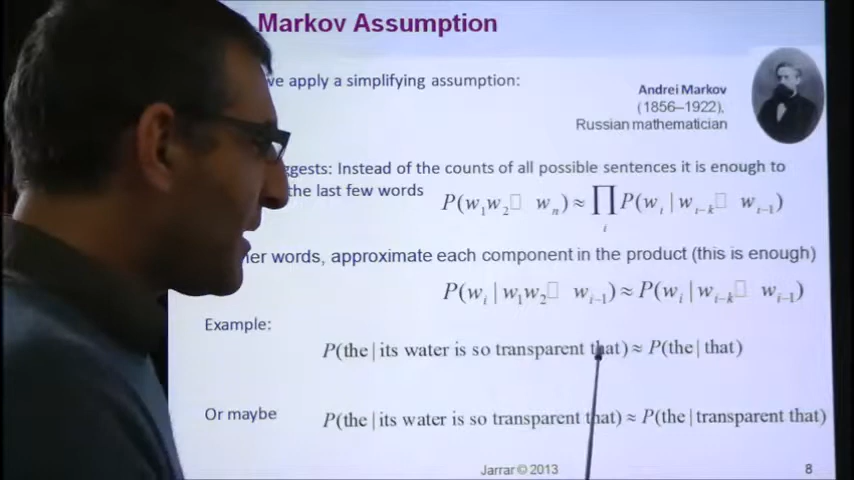 Markov Assumption
we apply a simplifying assumption:
Andrei Markov
(1856–1922),
Russian mathematician
Instead of the counts of all possible sentences it is enough to
the last few words
P(w₁w₂▯ wₙ) ≈ ∏ᵢ P(wᵢ | wᵢ₋ₖ▯ wᵢ₋₁)
words, approximate each component in the product (this is enough)
P(wᵢ | w₁w₂▯ wᵢ₋₁) ≈ P(wᵢ | wᵢ₋ₖ▯ wᵢ₋₁)
Example:
P(the | its water is so transparent that) ≈ P(the | that)
Or maybe
P(the | its water is so transparent that) ≈ P(the | transparent that)
Jarrar © 2013
8